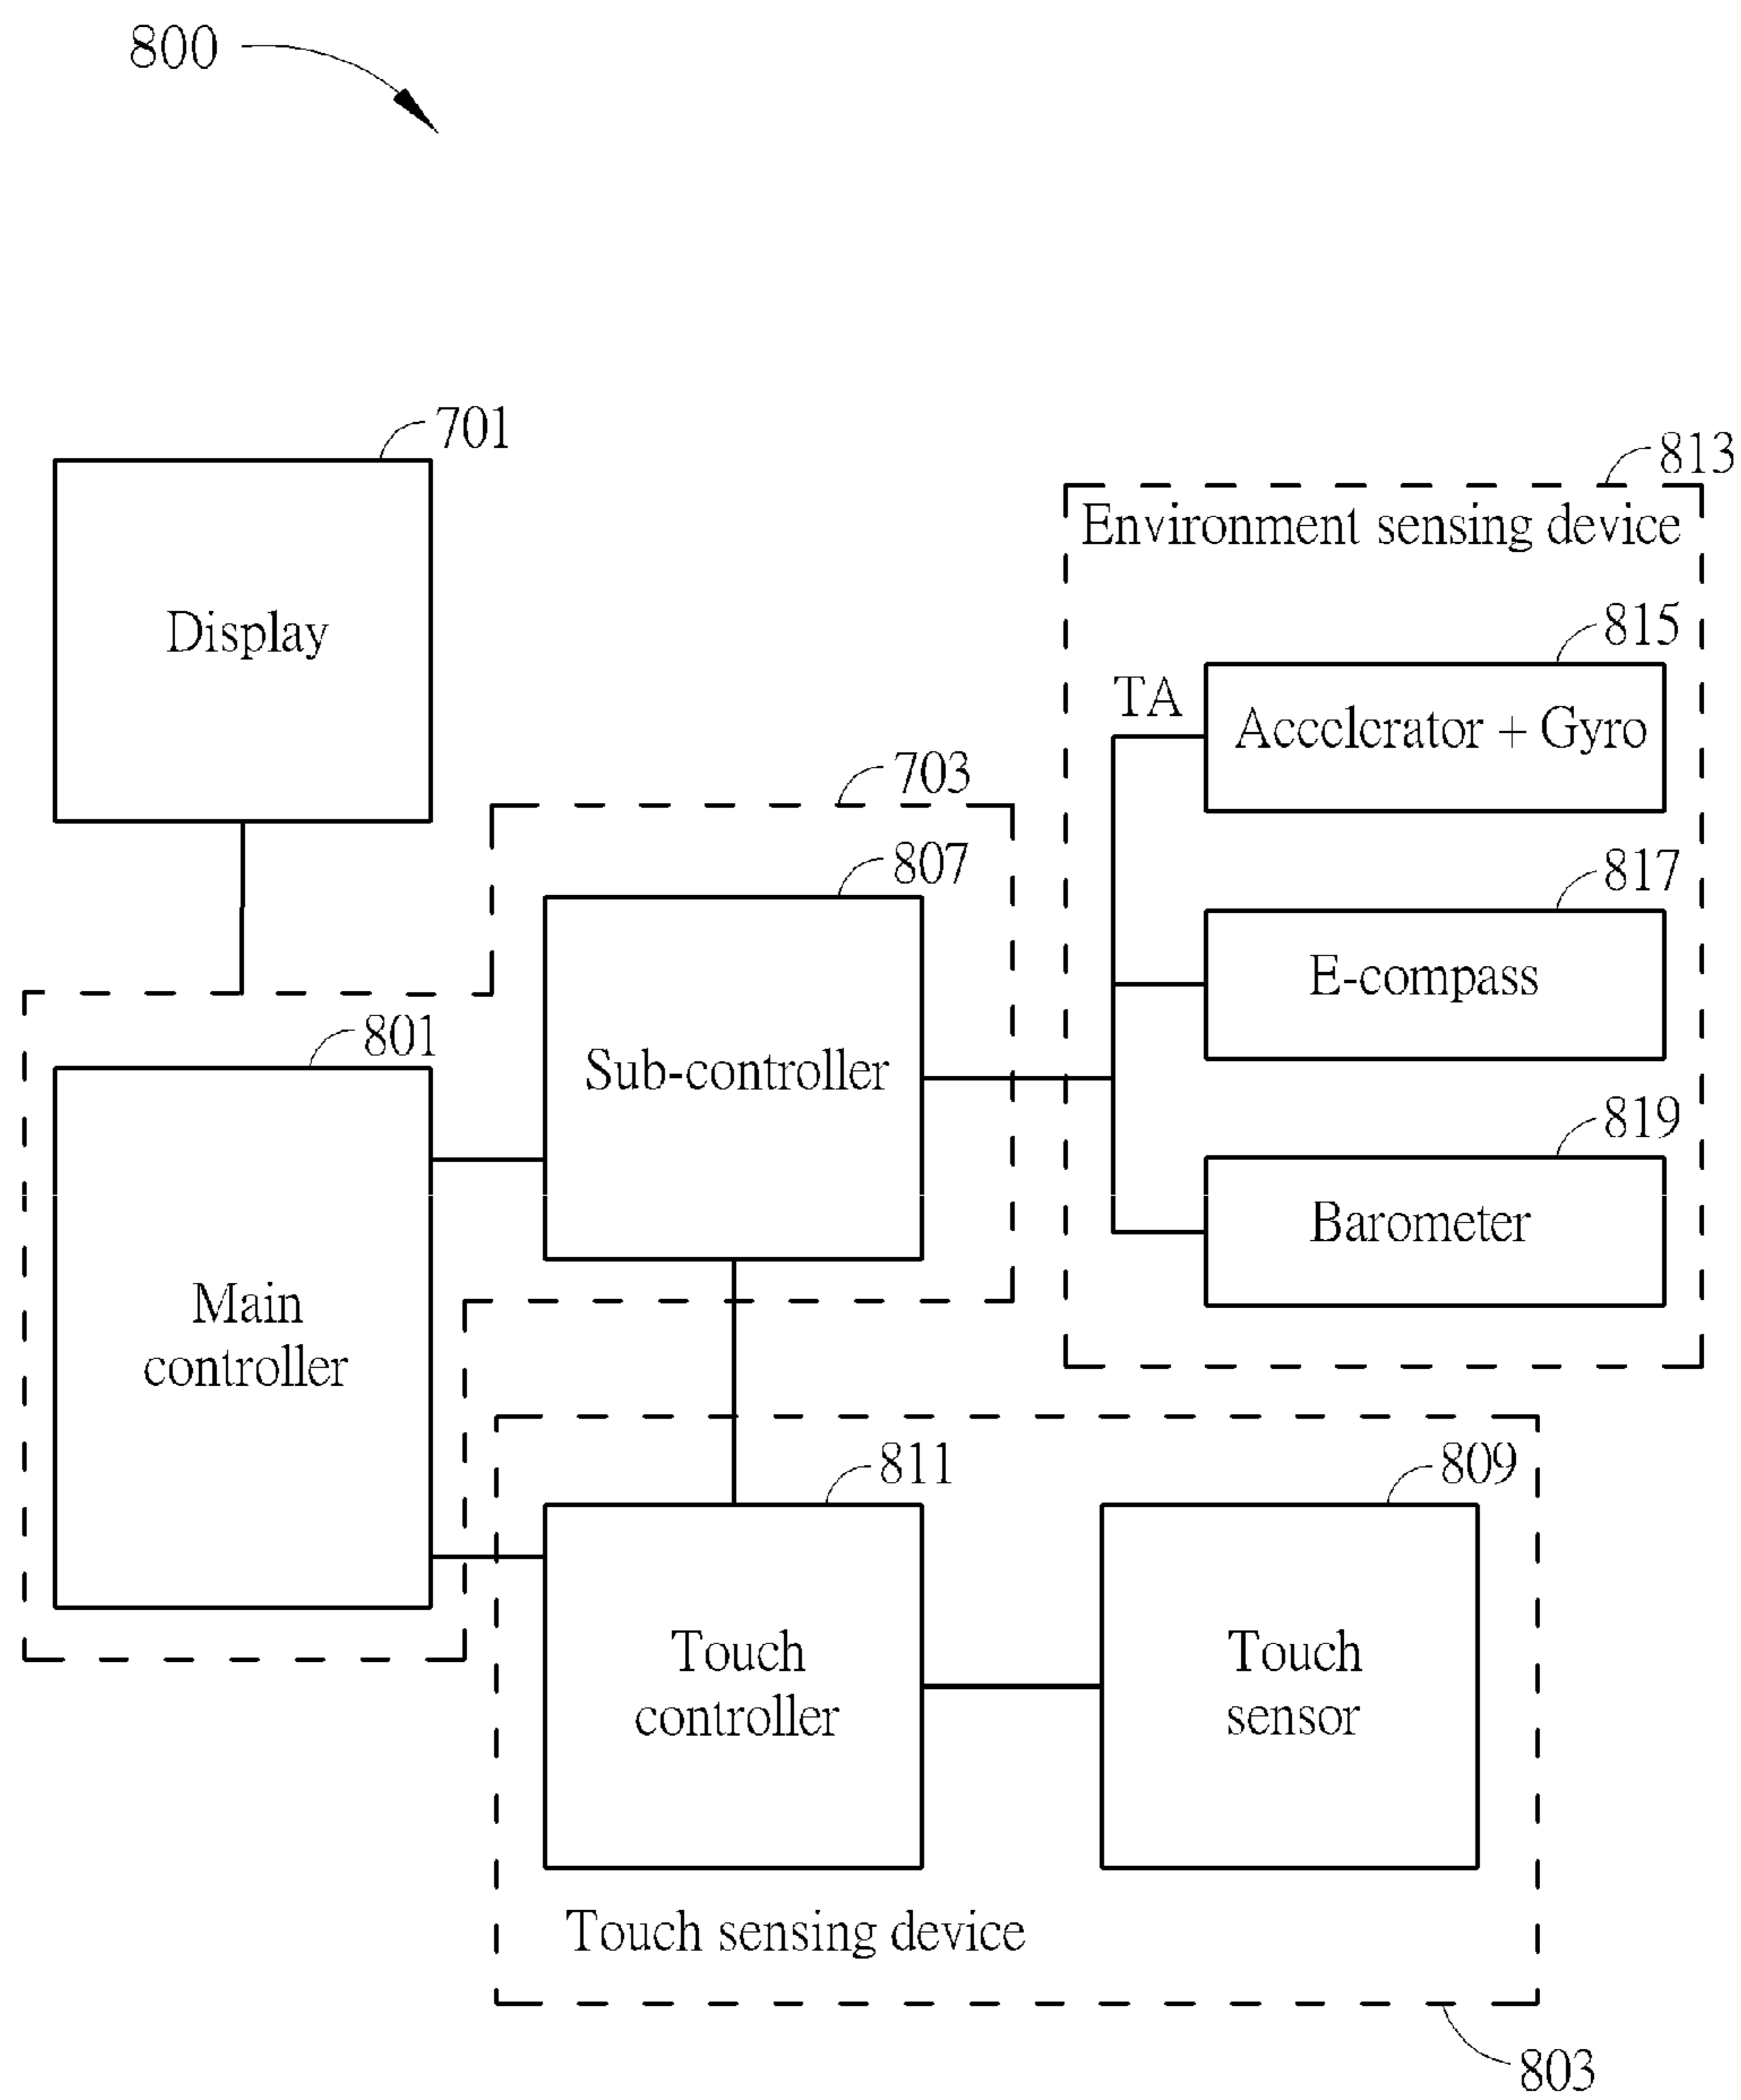 800
701
Display
813
Environment sensing device
815
TA
Accelerator + Gyro
703
807
817
E-compass
801
Sub-controller
819
Barometer
Main
controller
811
809
Touch
controller
Touch
sensor
Touch sensing device
803